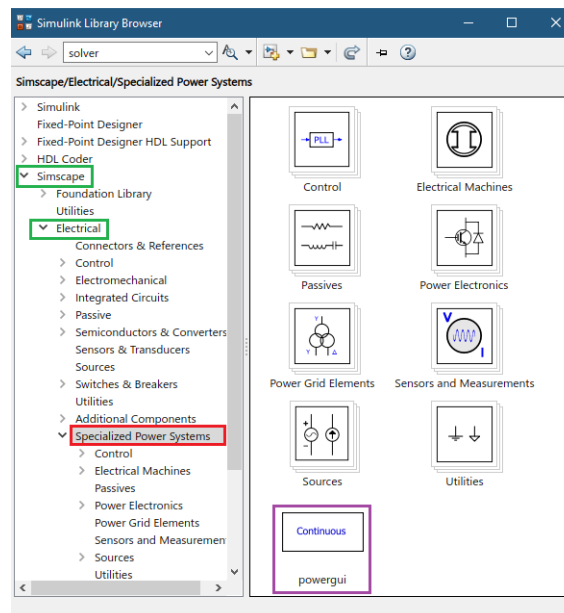 Simulink Library Browser
solver
Simscape/Electrical/Specialized Power Systems
Simulink
Fixed-Point Designer
Fixed-Point Designer HDL Support
HDL Coder
Simscape
Foundation Library
Utilities
Electrical
Connectors & References
Control
Electromechanical
Integrated Circuits
Passive
Semiconductors & Converters
Sensors & Transducers
Sources
Switches & Breakers
Utilities
Additional Components
Specialized Power Systems
Control
Electrical Machines
Passives
Power Electronics
Power Grid Elements
Sensors and Measuremen
Sources
Utilities
PLL
Control
Electrical Machines
Passives
Power Electronics
Y
Y
Power Grid Elements
V
I
Sensors and Measurements
Sources
Utilities
Continuous
powergui